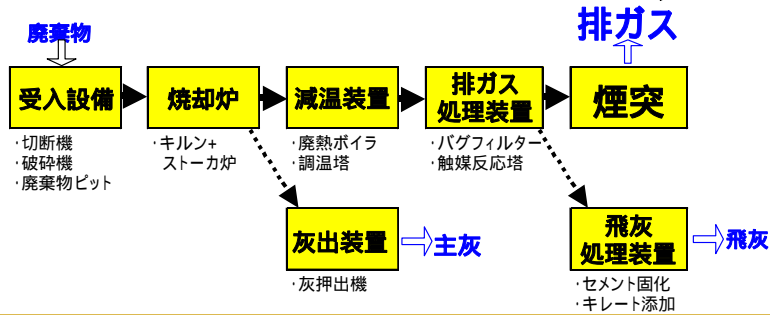 排ガス
廃棄物
受入設備
焼却炉
減温装置
排ガス
処理装置
煙突
・切断機
・破砕機
・廃棄物ピット
・キルン+
ストーカ炉
・廃熱ボイラ
・調温塔
・バグフィルター
・触媒反応塔
灰出装置
主灰
・灰押出機
飛灰
処理装置
飛灰
・セメント固化
・キレート添加